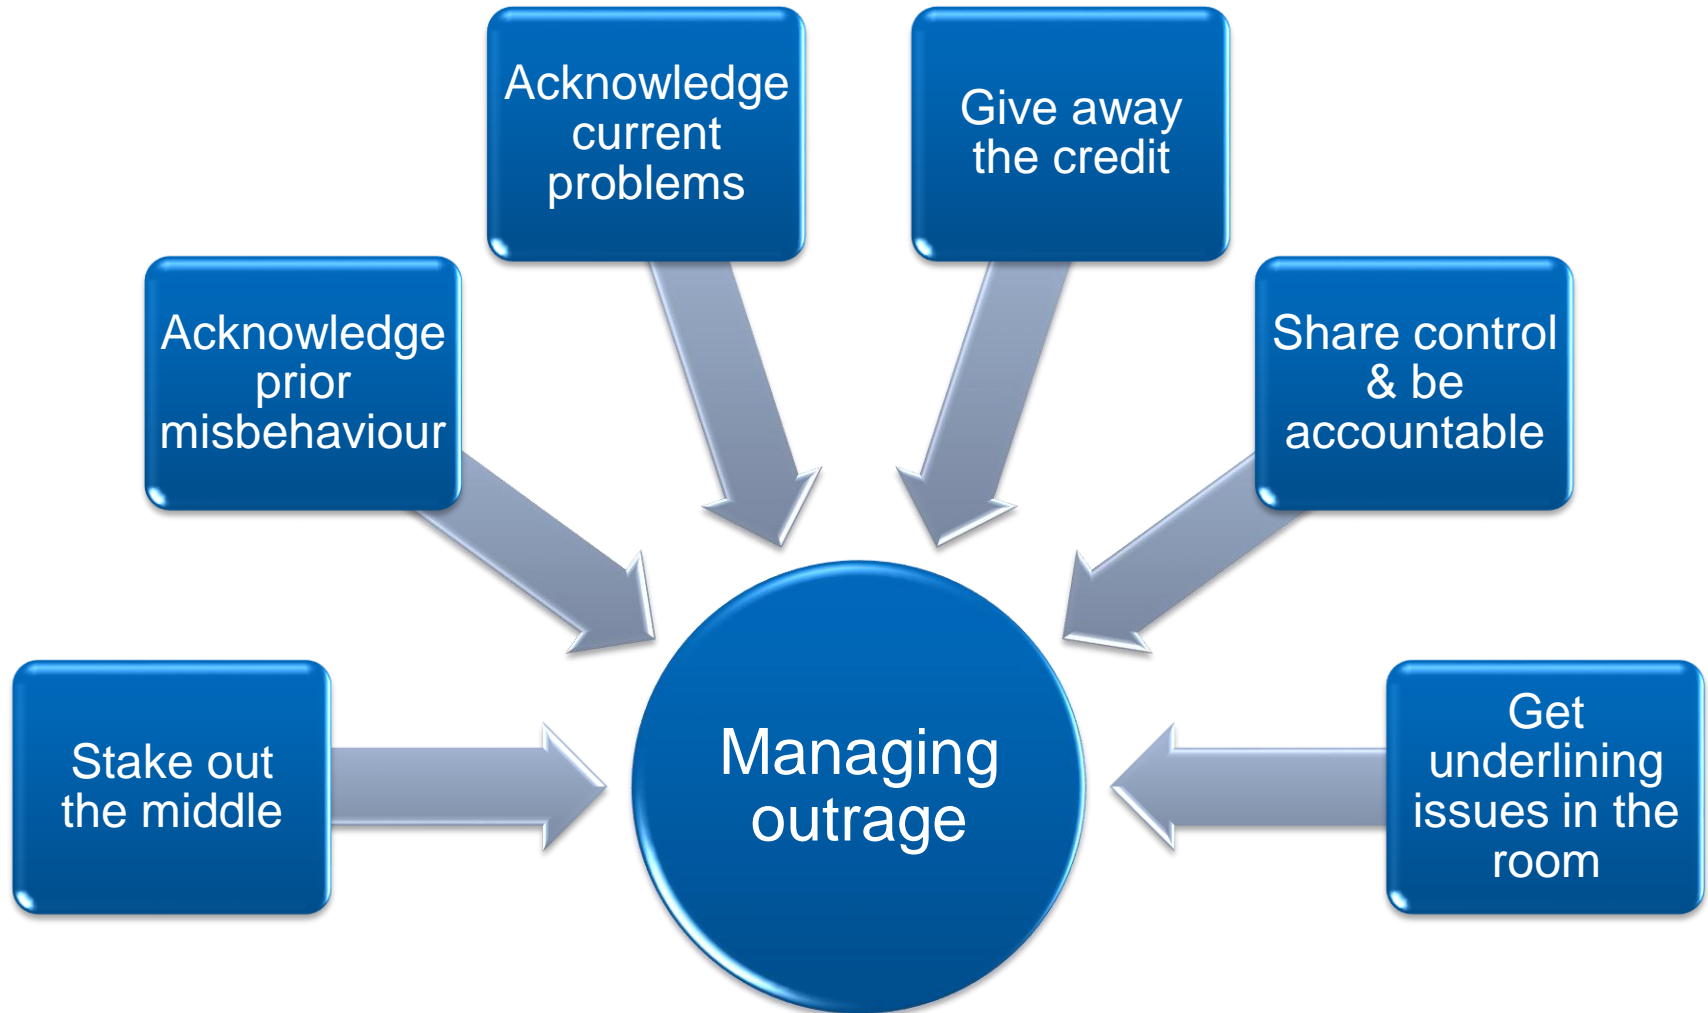 Acknowledge
current
problems
Give away
the credit
Acknowledge
prior
misbehaviour
Share control
& be
accountable
Stake out
the middle
Managing
outrage
Get
underlining
issues in the
room